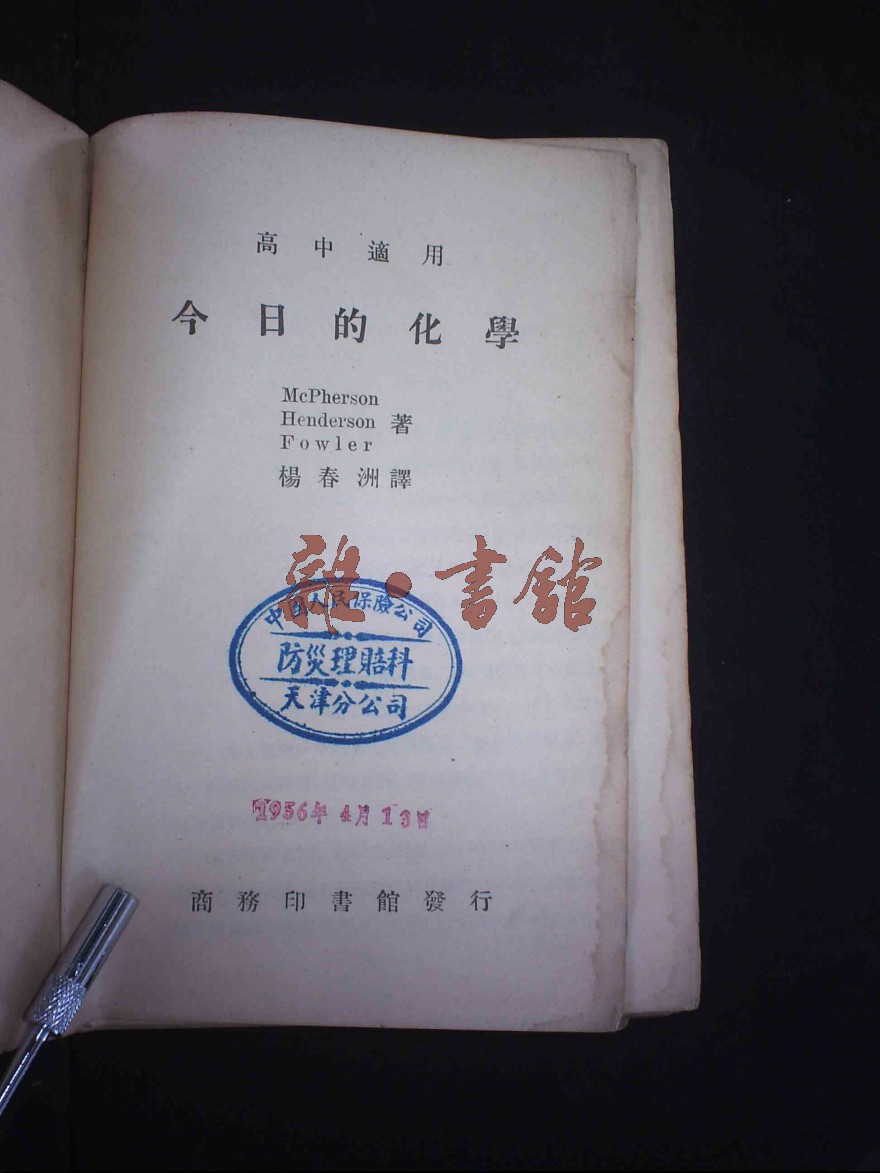 高中適用
今日的化學
McPherson
Henderson 著
Fowler
楊春洲譯
雜·書館
中国人民保險公司
防災理賠科
天津分公司
1956年4月13日
商務印書館發行